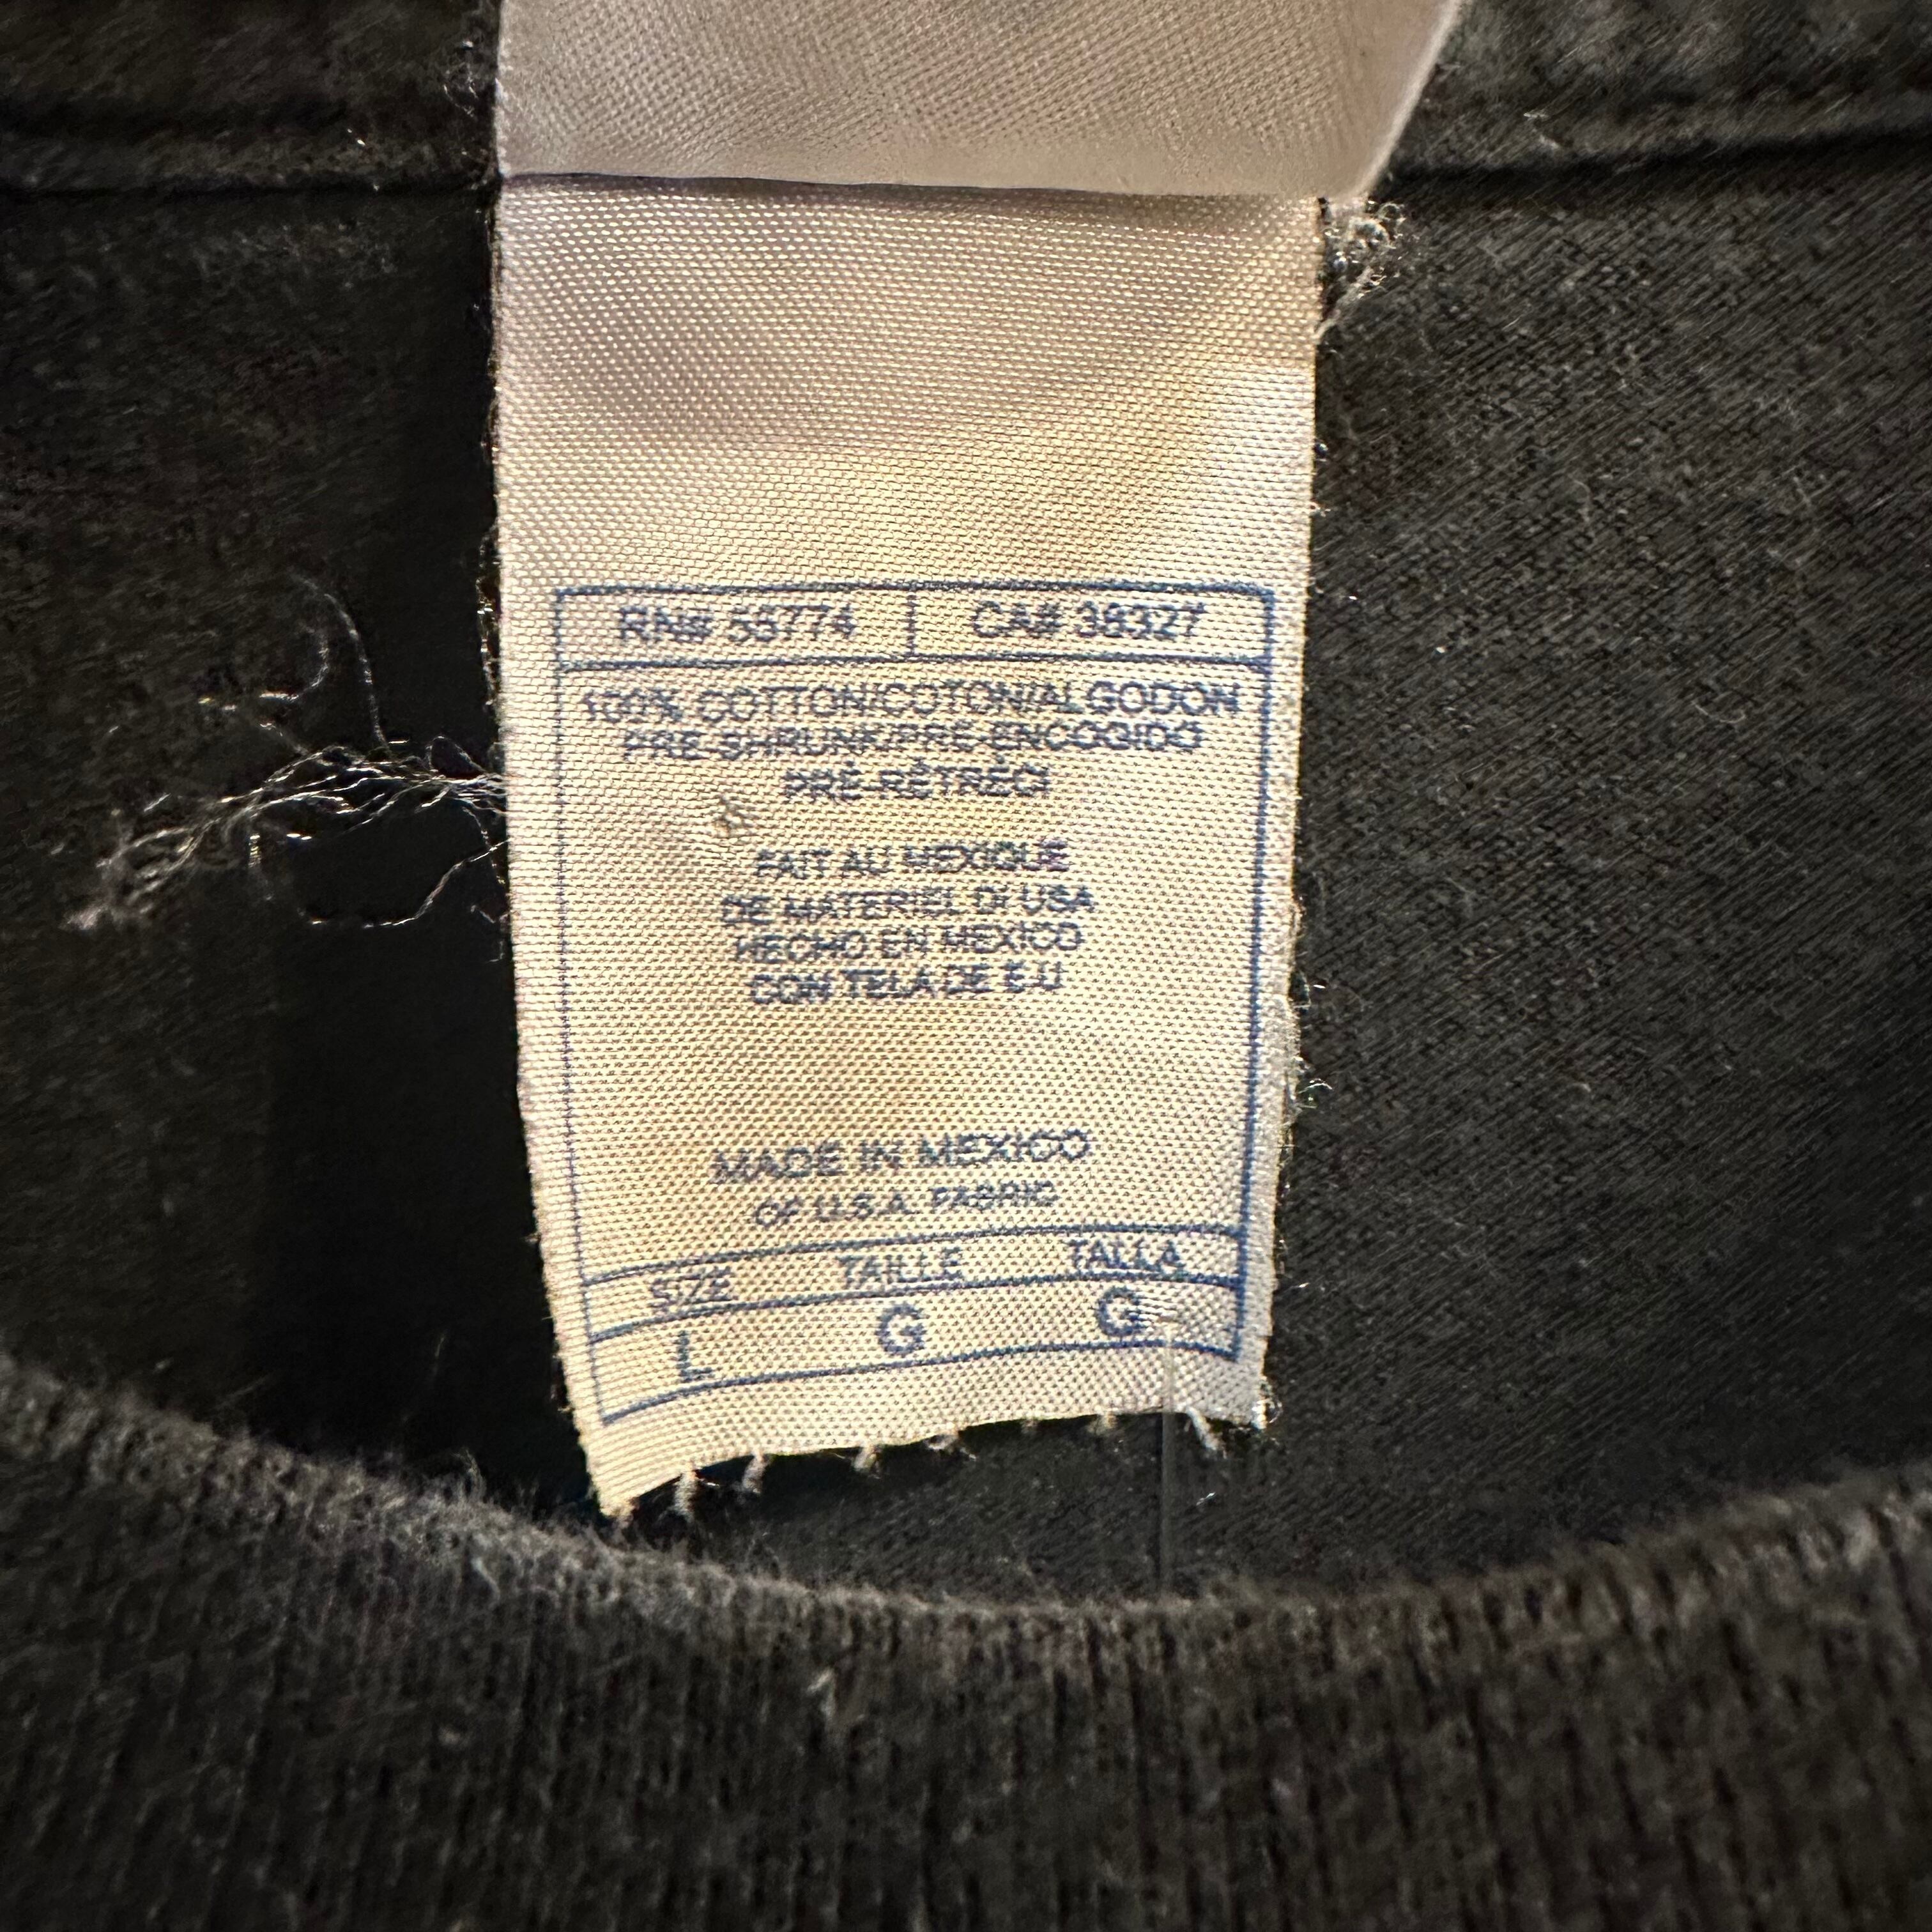 RN# 55774 CA# 38327
100% COTTON/COTON/ALGODON
PRE-SHRUNK/PRE-ENCOGIDO
PRÉ-RÉTRÉCI
FAIT AU MEXIQUE
DE MATERIEL D' USA
HECHO EN MEXICO
CON TELA DE E.U
MADE IN MEXICO
OF U.S.A. FABRIC
SIZE TAILLE TALLA
L G G